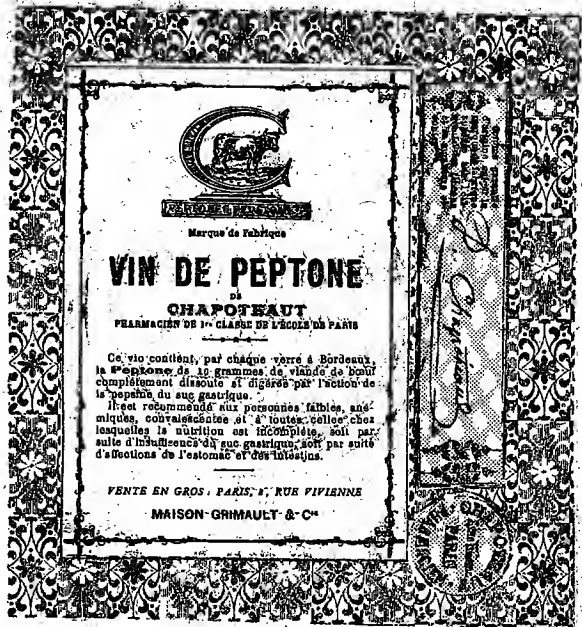 Marque de Fabrique
VIN DE PEPTONE
DE
CHAPOTEAUT
PHARMACIEN DE 1re CLASSE DE L'ÉCOLE DE PARIS
Ce vin contient, par chaque verre à Bordeaux,
la Peptone de 10 grammes de viande de bœuf
complétement dissoute et digérée par l'action de
la pepsine du suc gastrique.
Il est recommandé aux personnes faibles, ané-
miques, convalescentes et à toutes celles chez
lesquelles la nutrition est incomplète, soit par
suite d'insuffisence du suc gastrique, soit par suite
d'affections de l'estomac et des intestins.
VENTE EN GROS: PARIS, 8, RUE VIVIENNE
MAISON GRIMAULT & Cie
Chapoteaut
PARIS